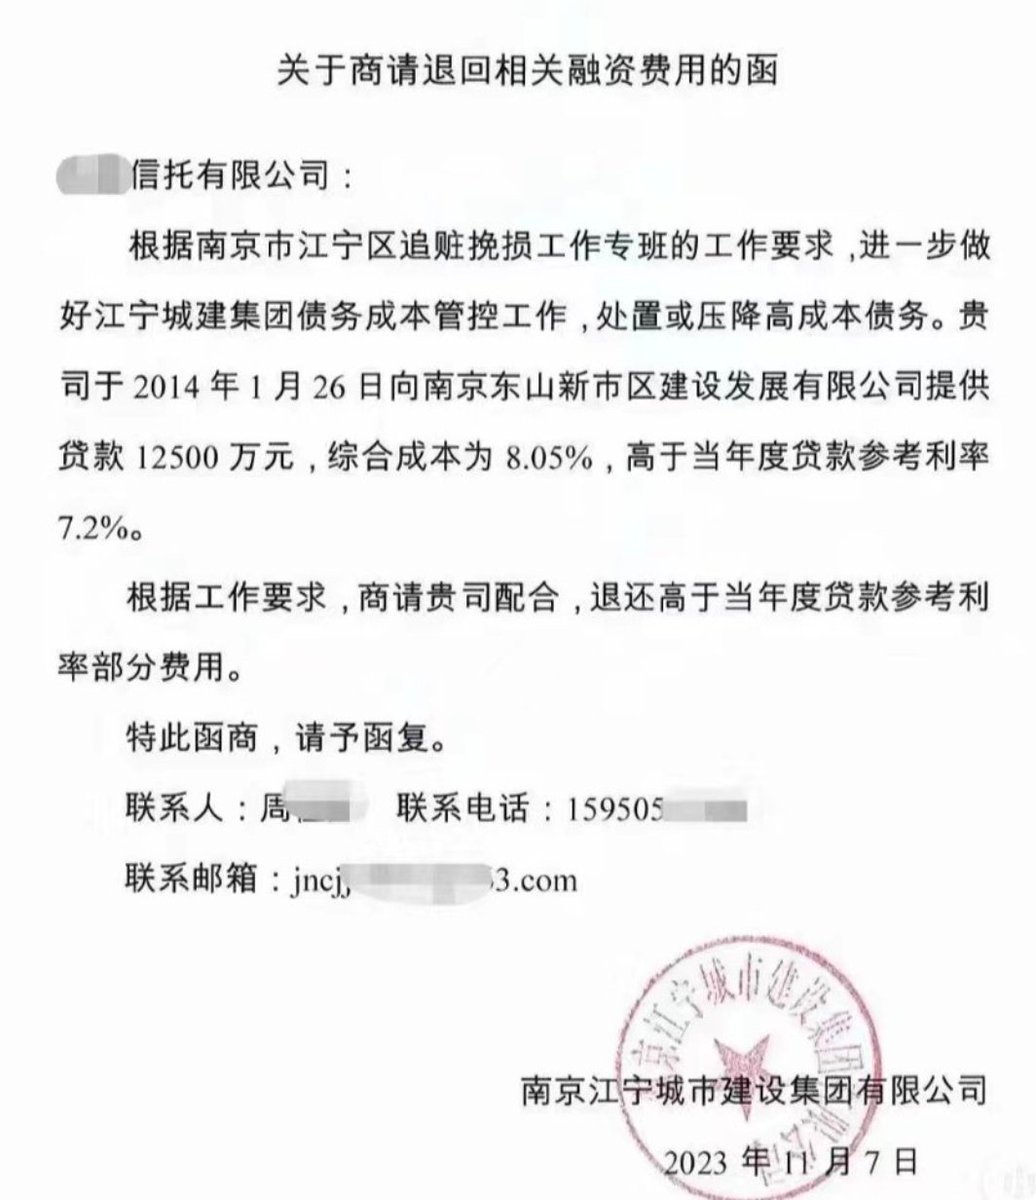 关于商请退回相关融资费用的函
信托有限公司：
根据南京市江宁区追赃挽损工作专班的工作要求，进一步做
好江宁城建集团债务成本管控工作，处置或压降高成本债务。贵
司于 2014 年 1 月 26 日向南京东山新市区建设发展有限公司提供
贷款 12500 万元，综合成本为 8.05%，高于当年度贷款参考利率
7.2%。
根据工作要求，商请贵司配合，退还高于当年度贷款参考利
率部分费用。
特此函商，请予函复。
联系人：周 联系电话：159505
联系邮箱：jncj 3.com
南京江宁城市建设集团有限公司
南京江宁城市建设集团有限公司
2023 年 11 月 7 日